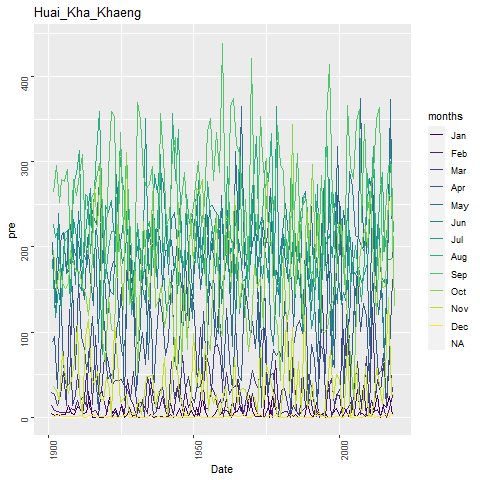 Huai_Kha_Khaeng
pre
400
300
200
100
0
1900
1950
2000
Date
months
Jan
Feb
Mar
Apr
May
Jun
Jul
Aug
Sep
Oct
Nov
Dec
NA